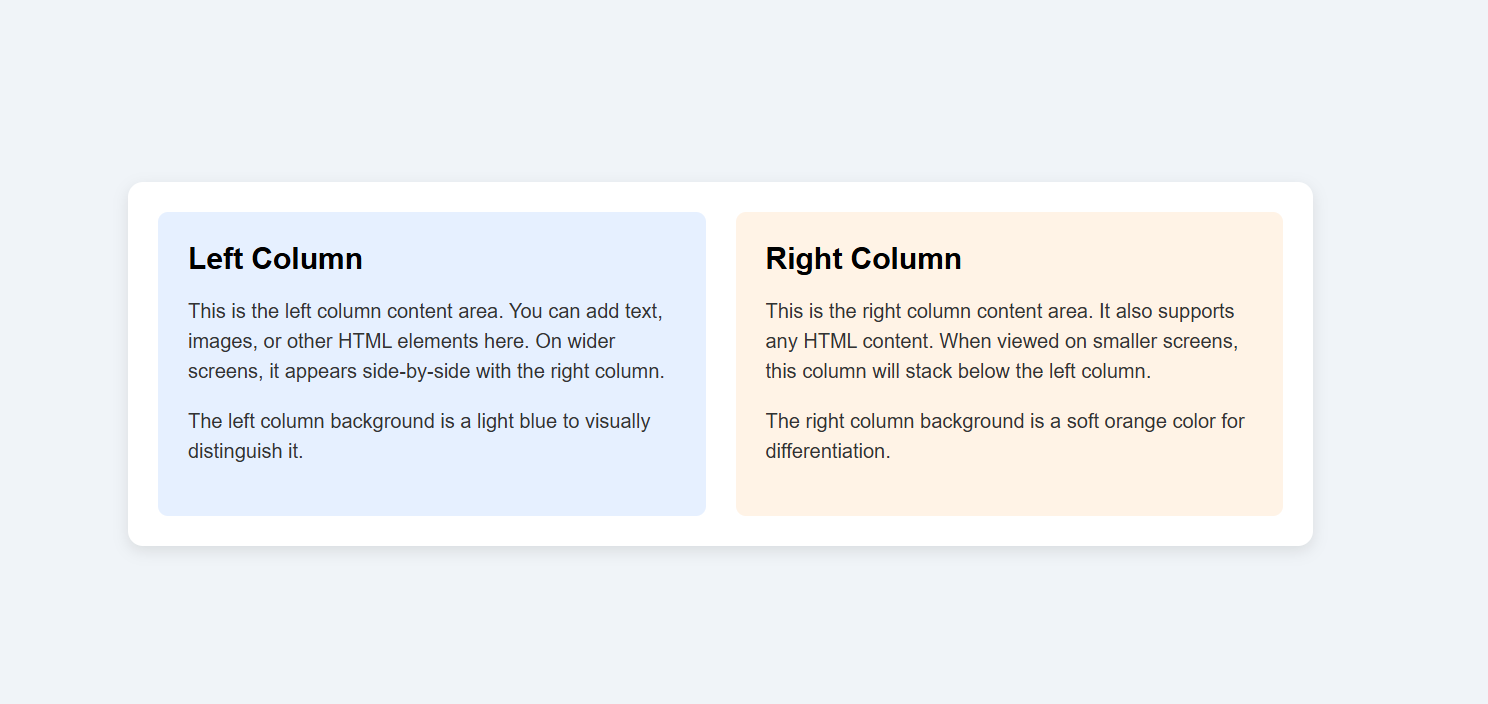 Left Column
This is the left column content area. You can add text,
images, or other HTML elements here. On wider
screens, it appears side-by-side with the right column.
The left column background is a light blue to visually
distinguish it.
Right Column
This is the right column content area. It also supports
any HTML content. When viewed on smaller screens,
this column will stack below the left column.
The right column background is a soft orange color for
differentiation.